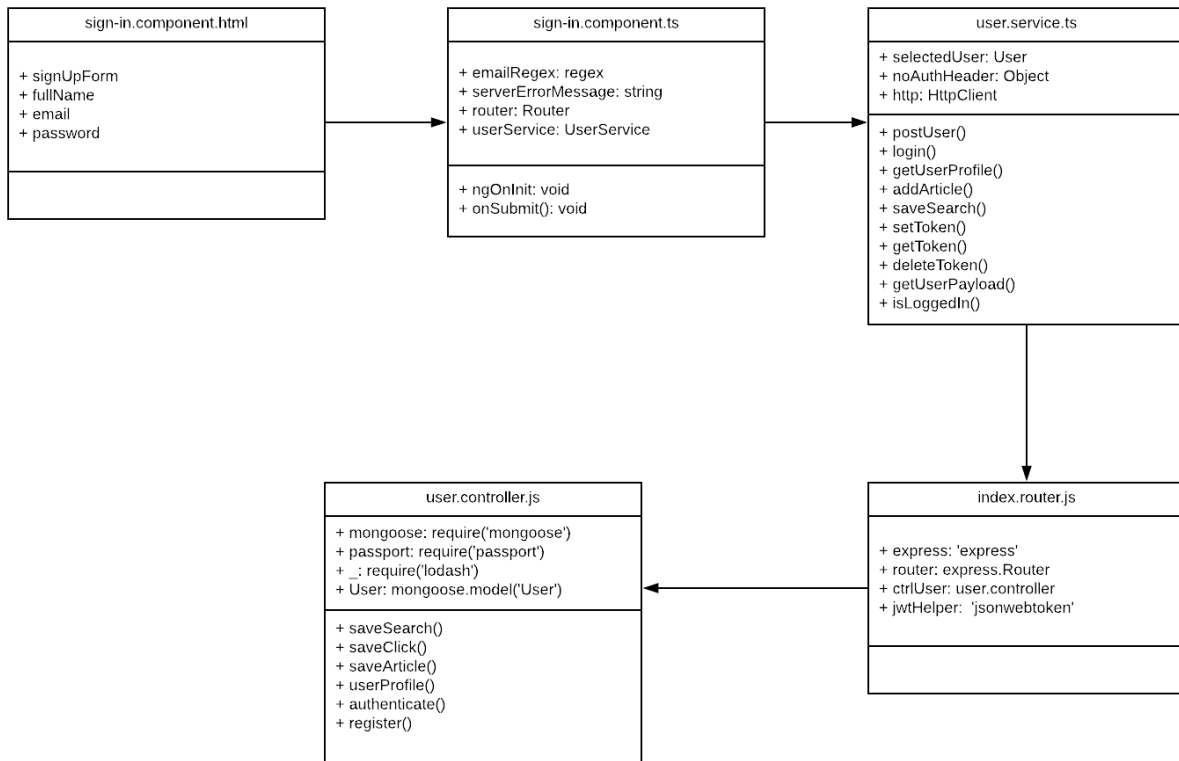 sign-in.component.html
+ signUpForm
+ fullName
+ email
+ password
sign-in.component.ts
+ emailRegex: regex
+ serverErrorMessage: string
+ router: Router
+ userService: UserService
+ ngOnInit: void
+ onSubmit(): void
user.service.ts
+ selectedUser: User
+ noAuthHeader: Object
+ http: HttpClient
+ postUser()
+ login()
+ getUserProfile()
+ addArticle()
+ saveSearch()
+ setToken()
+ getToken()
+ deleteToken()
+ getUserPayload()
+ isLoggedIn()
user.controller.js
+ mongoose: require('mongoose')
+ passport: require('passport')
+ _: require('lodash')
+ User: mongoose.model('User')
+ saveSearch()
+ saveClick()
+ saveArticle()
+ userProfile()
+ authenticate()
+ register()
index.router.js
+ express: 'express'
+ router: express.Router
+ ctrlUser: user.controller
+ jwtHelper:  'jsonwebtoken'